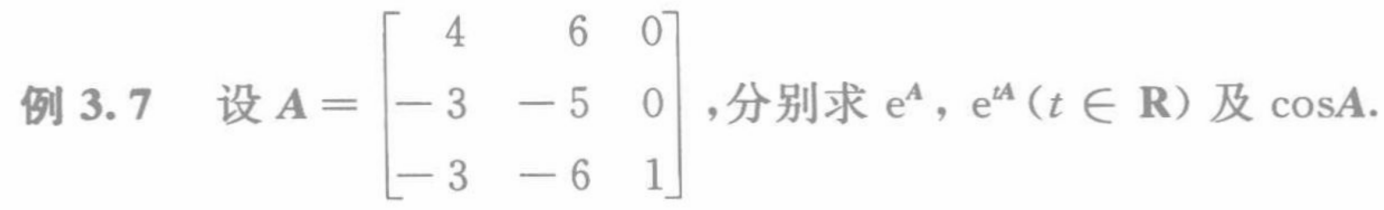 例 3.7 设 A = [4 6 0; -3 -5 0; -3 -6 1], 分别求 e^A, e^{tA} (t ∈ R) 及 cosA.